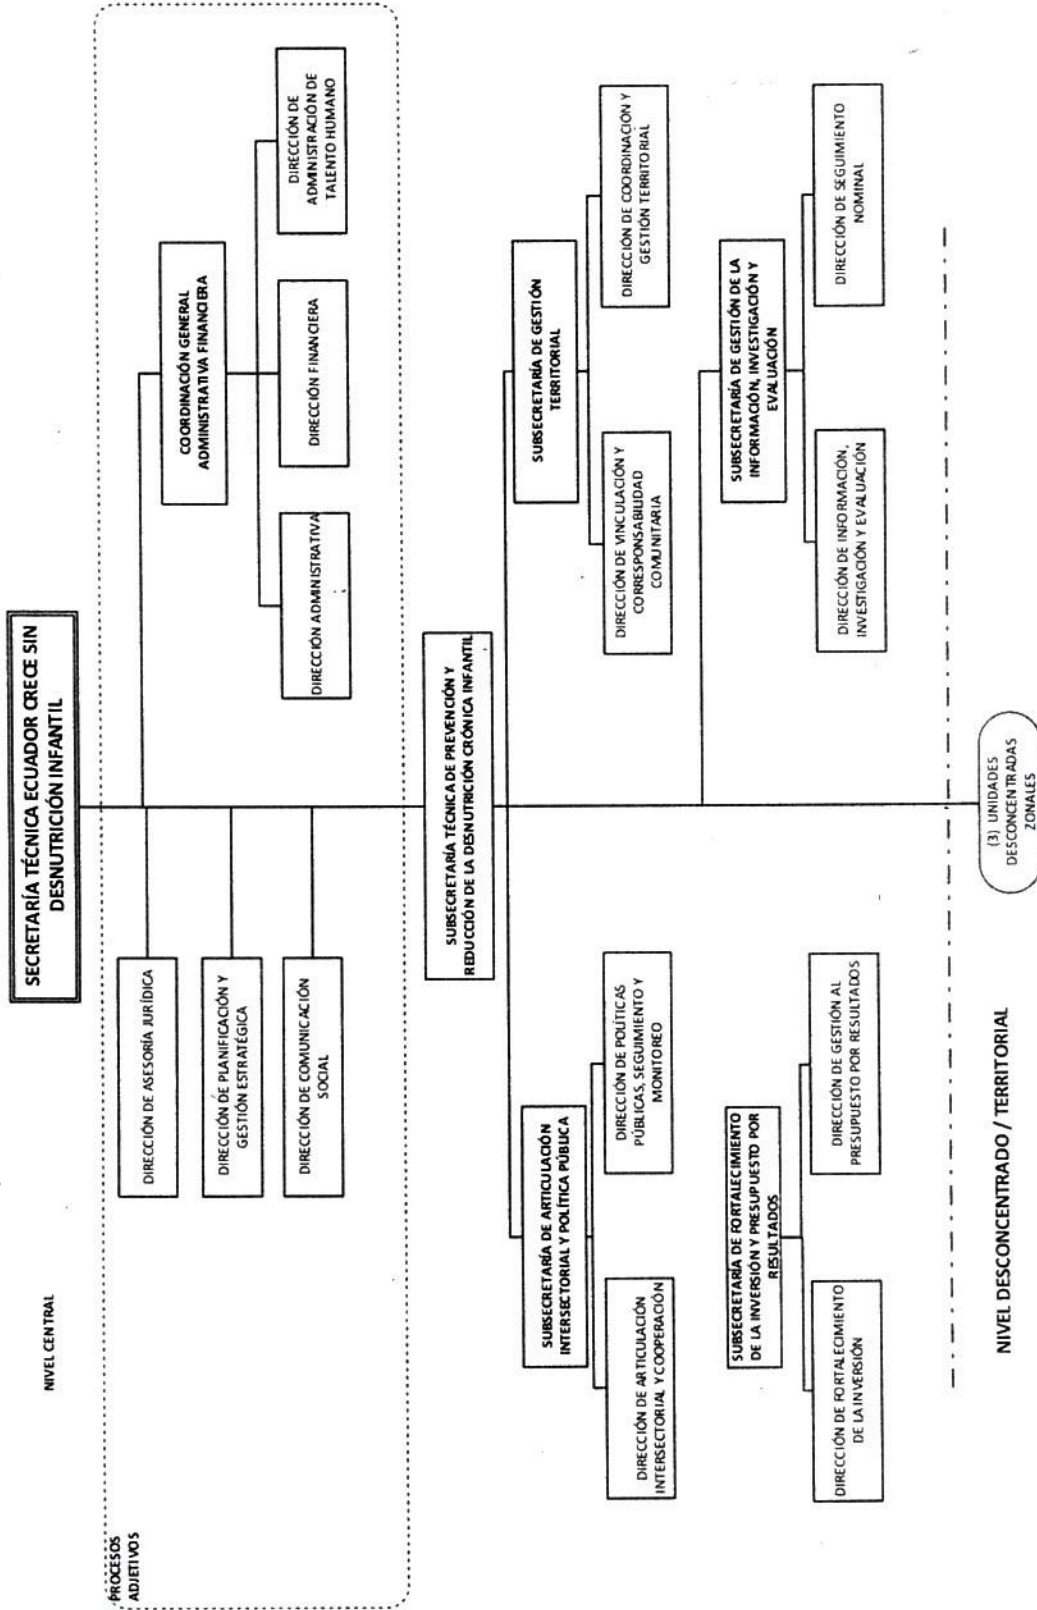 NIVEL CENTRAL
SECRETARÍA TÉCNICA ECUADOR CRECE SIN
DESNUTRICIÓN INFANTIL
PROCESOS
ADJETIVOS
DIRECCIÓN DE ASESORÍA JURÍDICA
DIRECCIÓN DE PLANIFICACIÓN Y
GESTIÓN ESTRATÉGICA
DIRECCIÓN DE COMUNICACIÓN
SOCIAL
COORDINACIÓN GENERAL
ADMINISTRATIVA FINANCIERA
DIRECCIÓN ADMINISTRATIVA
DIRECCIÓN FINANCIERA
DIRECCIÓN DE
ADMINISTRACIÓN DE
TALENTO HUMANO
SUBSECRETARÍA TÉCNICA DE PREVENCIÓN Y
REDUCCIÓN DE LA DESNUTRICIÓN CRÓNICA INFANTIL
SUBSECRETARÍA DE ARTICULACIÓN
INTERSECTORIAL Y POLÍTICA PÚBLICA
DIRECCIÓN DE ARTICULACIÓN
INTERSECTORIAL Y COOPERACIÓN
DIRECCIÓN DE POLÍTICAS
PÚBLICAS, SEGUIMIENTO Y
MONITOREO
SUBSECRETARÍA DE GESTIÓN
TERRITORIAL
DIRECCIÓN DE VINCULACIÓN Y
CORRESPONSABILIDAD
COMUNITARIA
DIRECCIÓN DE COORDINACIÓN Y
GESTIÓN TERRITORIAL
SUBSECRETARÍA DE FORTALECIMIENTO
DE LA INVERSIÓN Y PRESUPUESTO POR
RESULTADOS
DIRECCIÓN DE FORTALECIMIENTO
DE LA INVERSIÓN
DIRECCIÓN DE GESTIÓN AL
PRESUPUESTO POR RESULTADOS
SUBSECRETARÍA DE GESTIÓN DE LA
INFORMACIÓN, INVESTIGACIÓN Y
EVALUACIÓN
DIRECCIÓN DE INFORMACIÓN,
INVESTIGACIÓN Y EVALUACIÓN
DIRECCIÓN DE SEGUIMIENTO
NOMINAL
NIVEL DESCONCENTRADO / TERRITORIAL
(3) UNIDADES
DESCONCENTRADAS
ZONALES